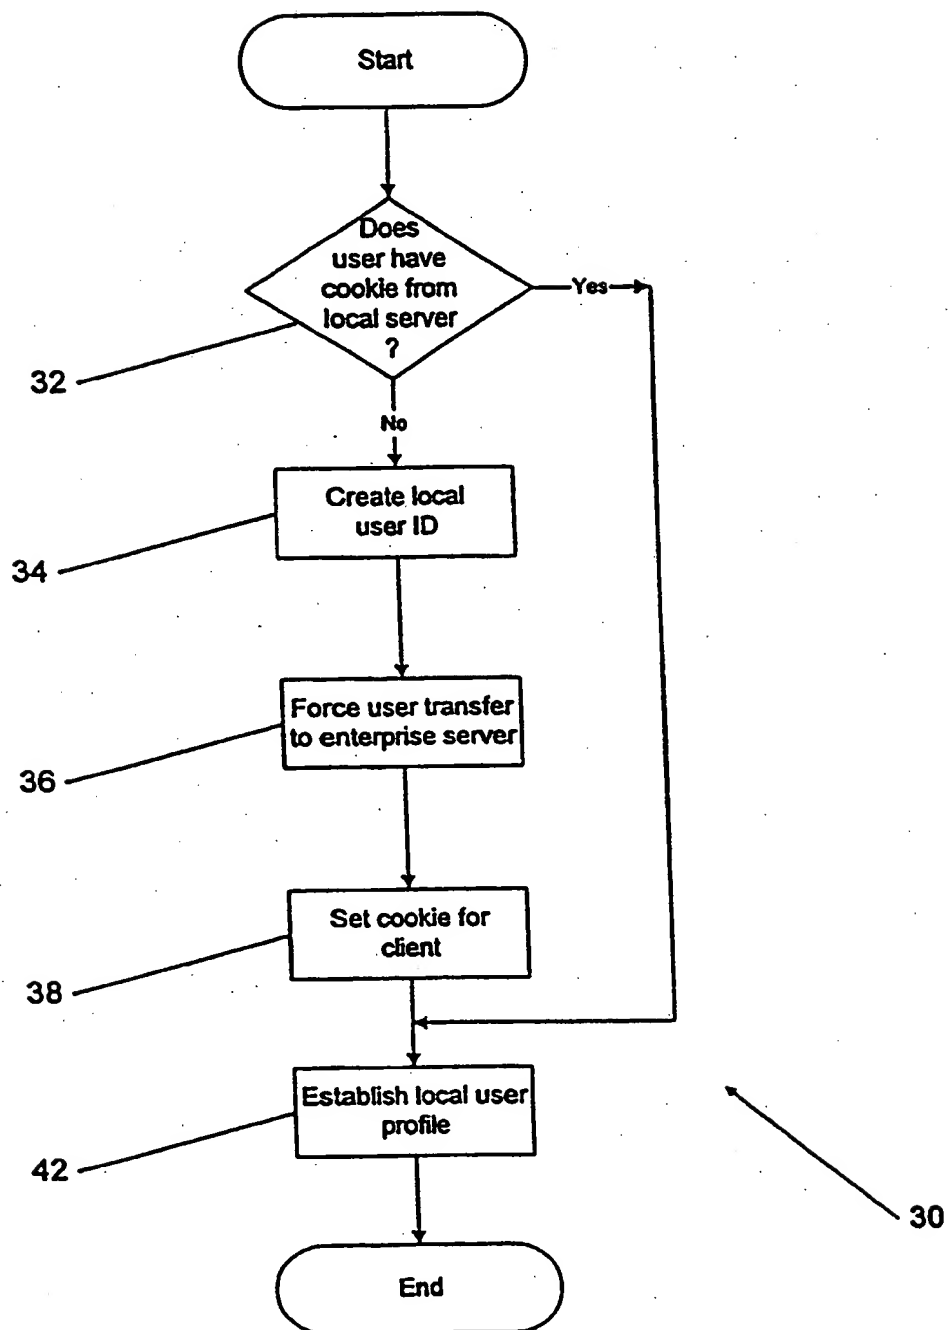 Start
Does
user have
cookie from
local server
?
Yes
32
No
Create local
user ID
34
Force user transfer
to enterprise server
36
Set cookie for
client
38
Establish local user
profile
42
30
End